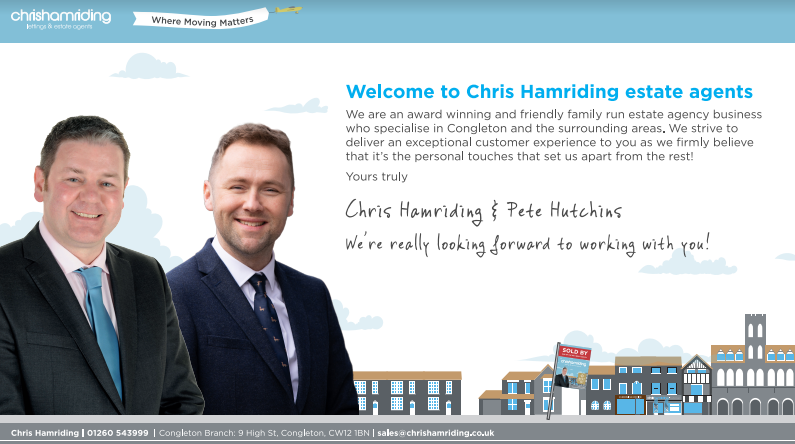 chrishamriding
lettings & estate agents
Where Moving Matters
Welcome to Chris Hamriding estate agents
We are an award winning and friendly family run estate agency business
who specialise in Congleton and the surrounding areas. We strive to
deliver an exceptional customer experience to you as we firmly believe
that it's the personal touches that set us apart from the rest!
Yours truly
Chris Hamriding & Pete Hutchins
We're really looking forward to working with you!
SOLD BY
chrishamriding
Chris Hamriding | 01260 543999 | Congleton Branch: 9 High St, Congleton, CW12 1BN | sales@chrishamriding.co.uk